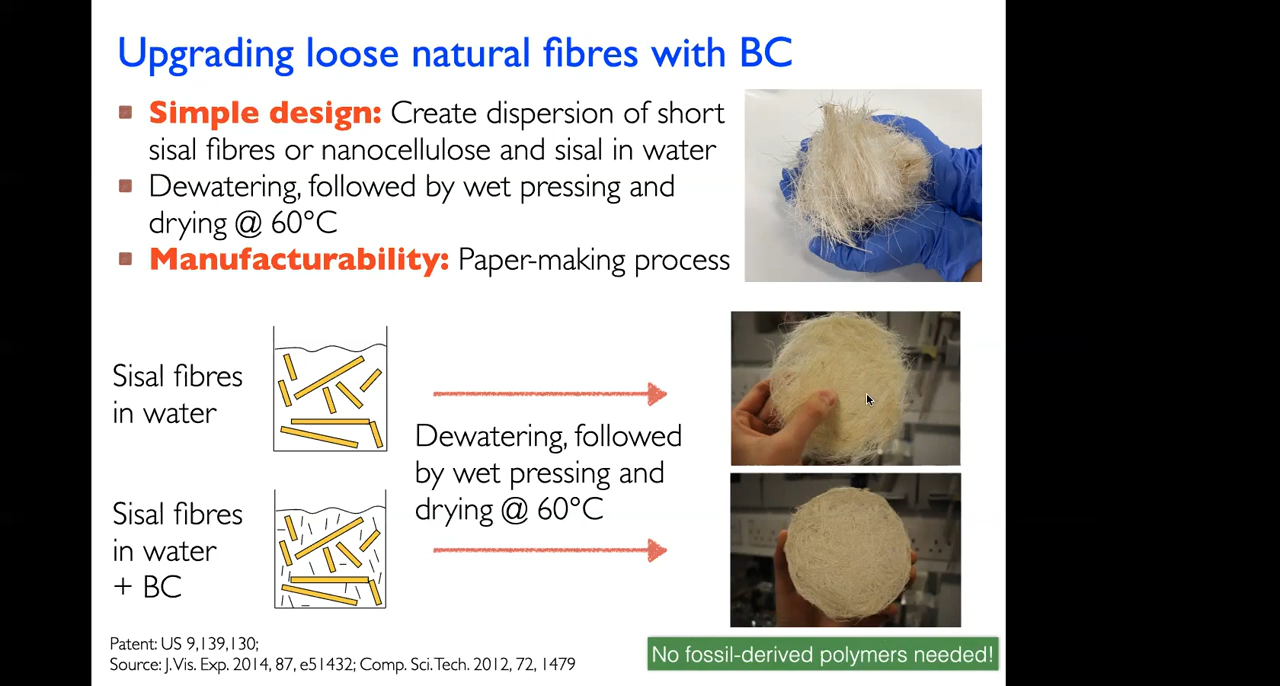 Upgrading loose natural fibres with BC
Simple design: Create dispersion of short
sisal fibres or nanocellulose and sisal in water
Dewatering, followed by wet pressing and
drying @ 60°C
Manufacturability: Paper-making process
Sisal fibres
in water
Dewatering, followed
by wet pressing and
drying @ 60°C
Sisal fibres
in water
+ BC
Patent: US 9,139,130;
Source: J. Vis. Exp. 2014, 87, e51432; Comp. Sci. Tech. 2012, 72, 1479
No fossil-derived polymers needed!